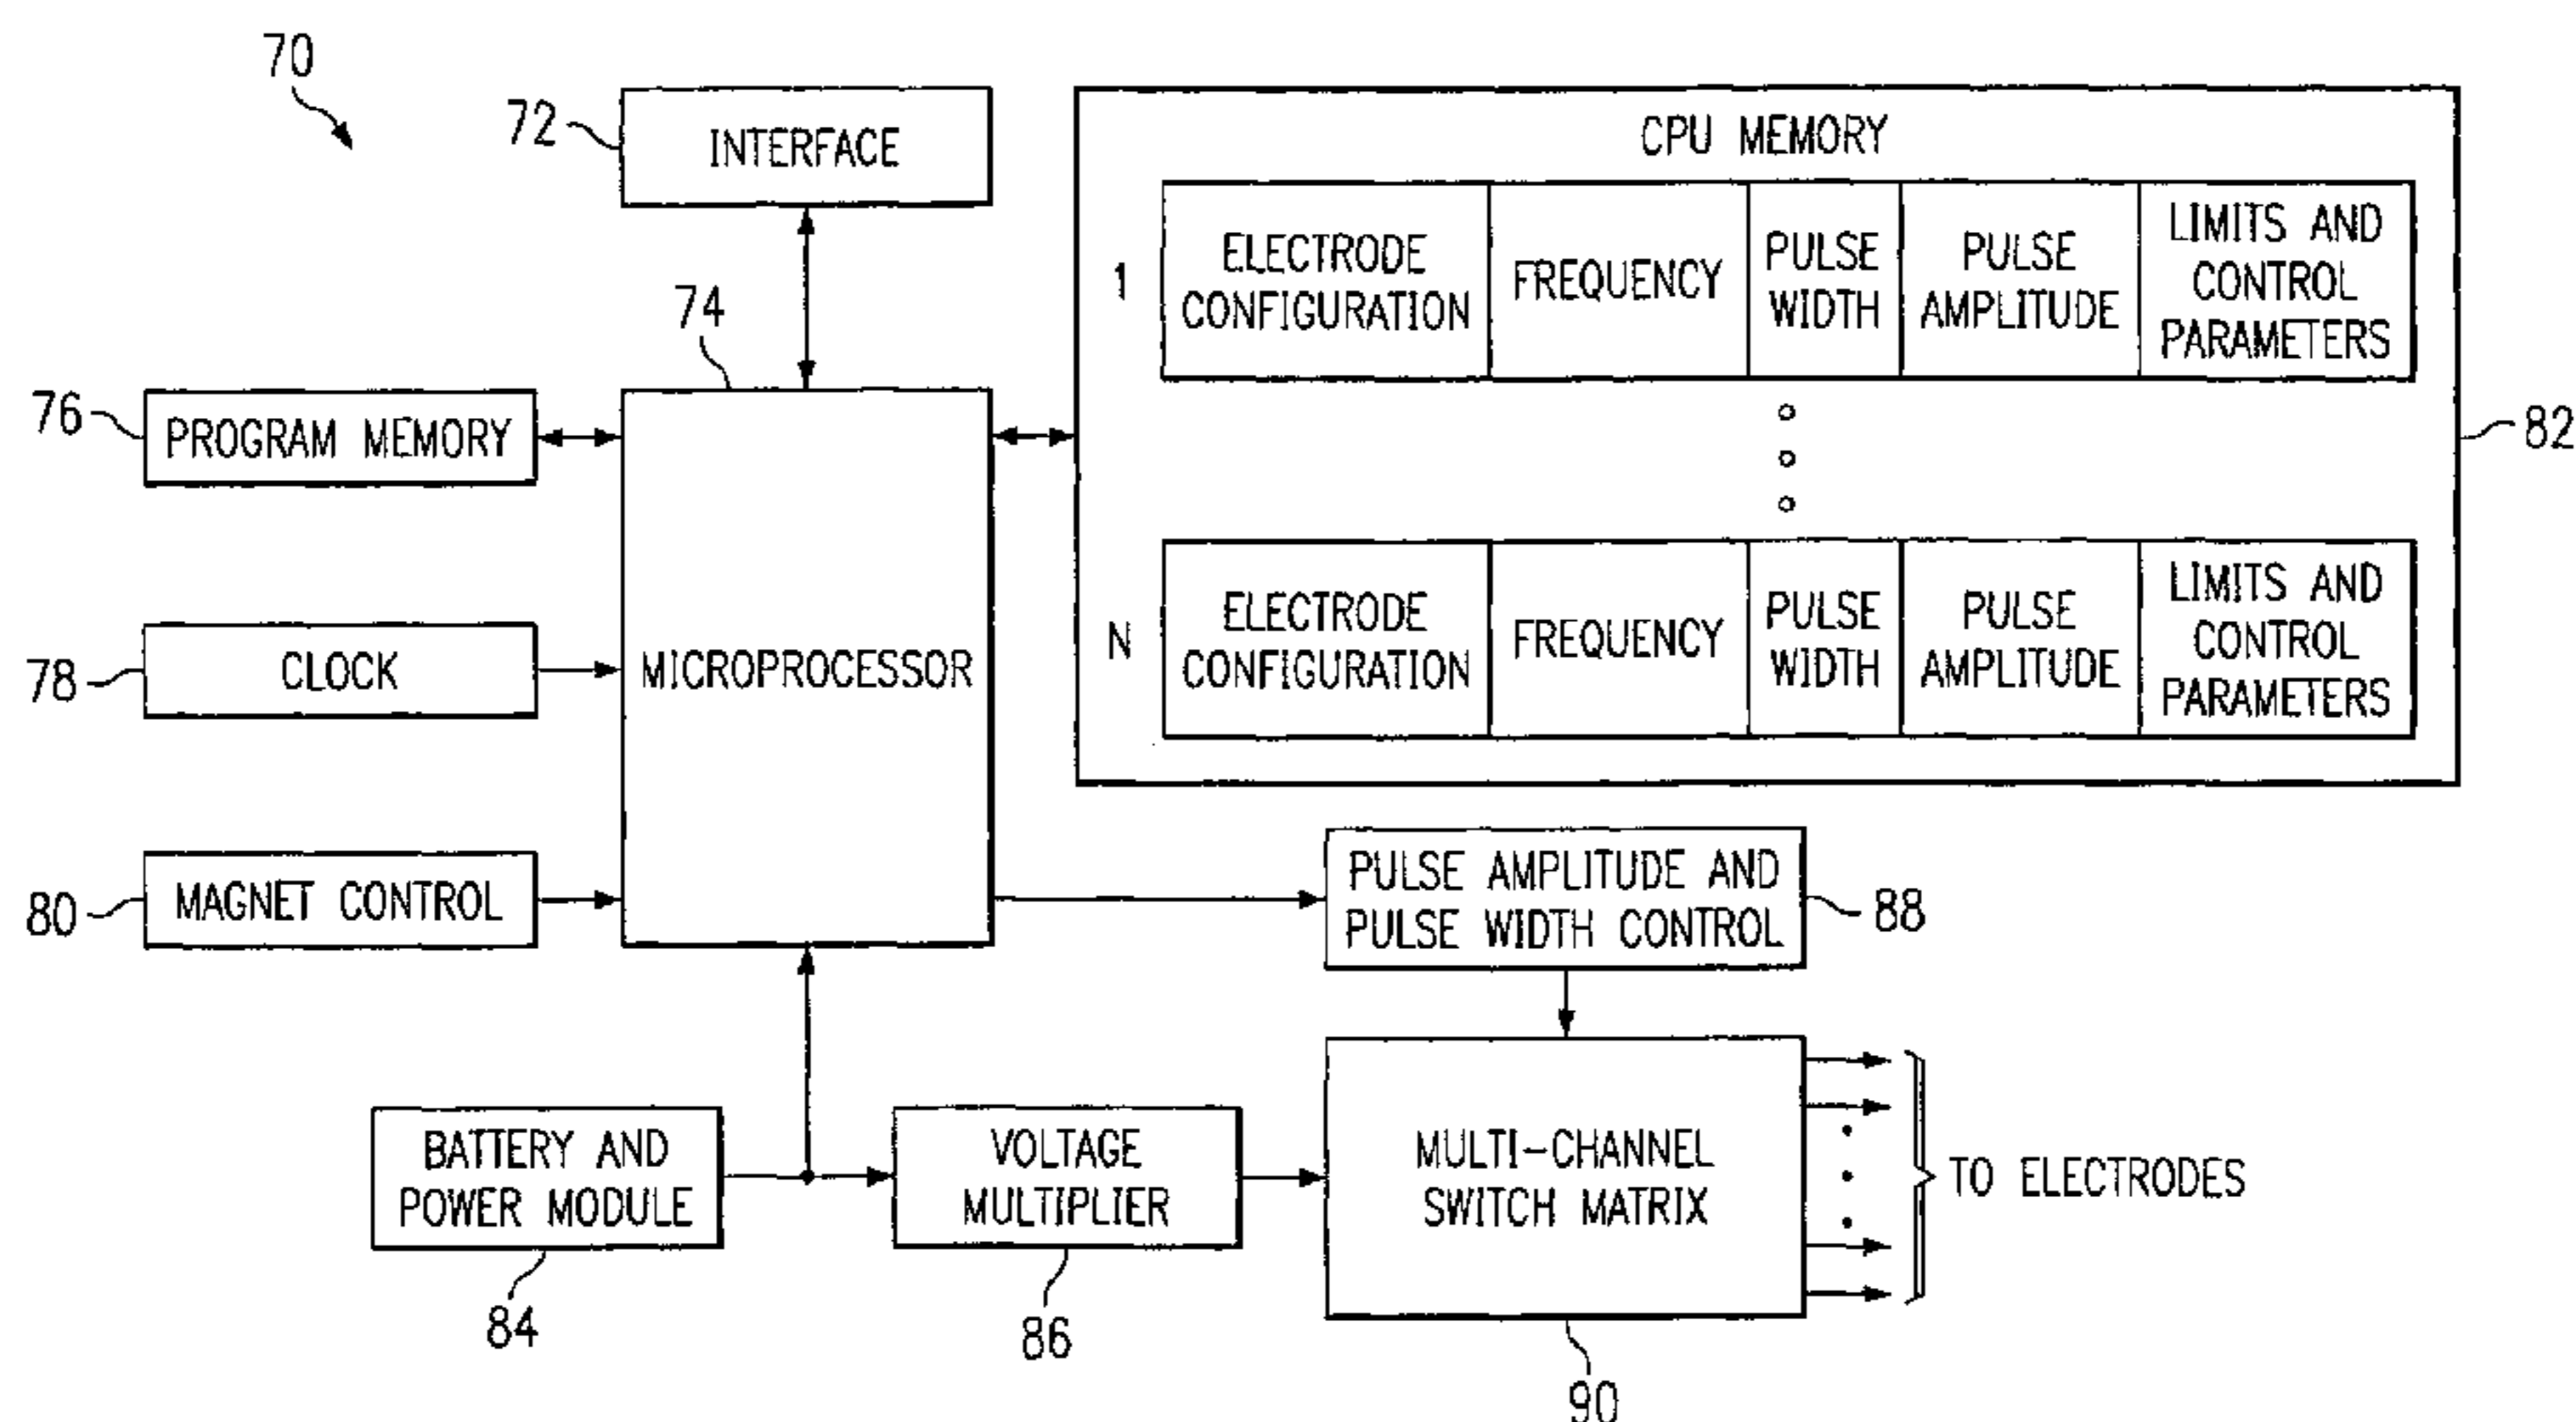 70
72
INTERFACE
CPU MEMORY
1
ELECTRODE
CONFIGURATION
FREQUENCY
PULSE
WIDTH
PULSE
AMPLITUDE
LIMITS AND
CONTROL
PARAMETERS
74
76
PROGRAM MEMORY
82
N
ELECTRODE
CONFIGURATION
FREQUENCY
PULSE
WIDTH
PULSE
AMPLITUDE
LIMITS AND
CONTROL
PARAMETERS
78
CLOCK
MICROPROCESSOR
80
MAGNET CONTROL
PULSE AMPLITUDE AND
PULSE WIDTH CONTROL
88
BATTERY AND
POWER MODULE
84
VOLTAGE
MULTIPLIER
86
MULTI-CHANNEL
SWITCH MATRIX
90
TO ELECTRODES